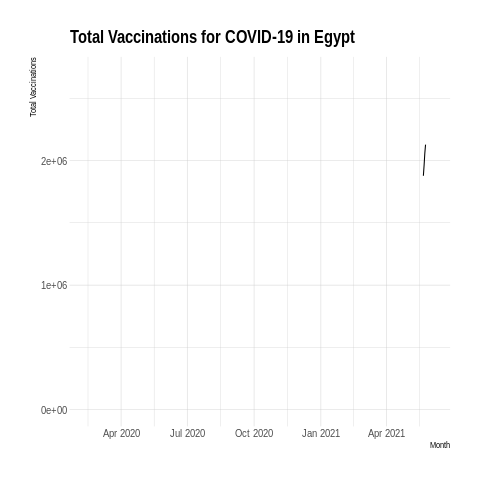 Total Vaccinations for COVID-19 in Egypt
Total Vaccinations
2e+06
1e+06
0e+00
Apr 2020 Jul 2020 Oct 2020 Jan 2021 Apr 2021
Month